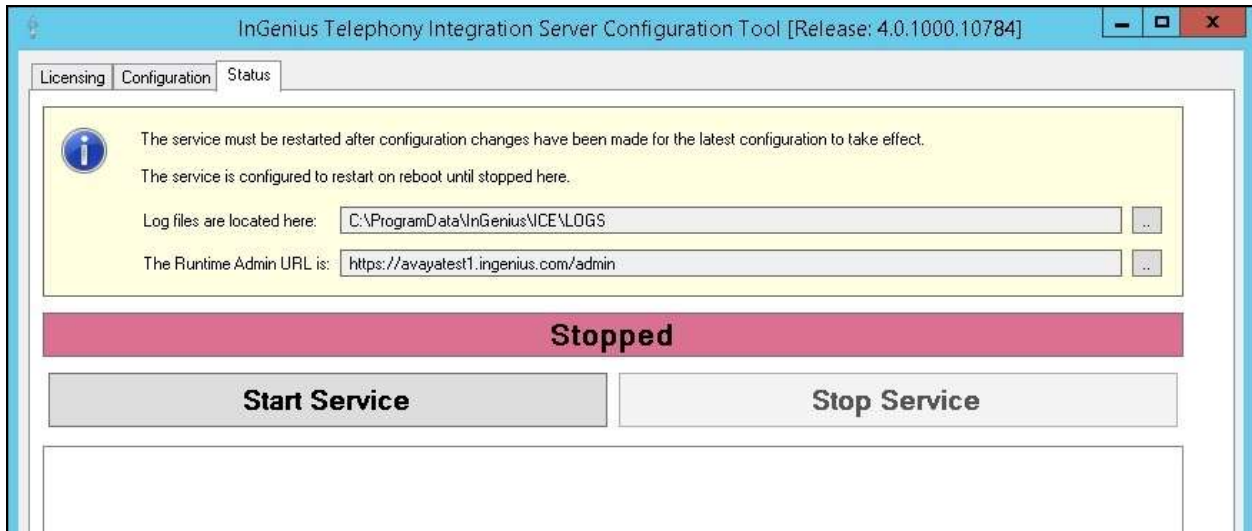 InGenius Telephony Integration Server Configuration Tool [Release: 4.0.1000.10784]
Licensing Configuration Status
The service must be restarted after configuration changes have been made for the latest configuration to take effect.
The service is configured to restart on reboot until stopped here.
Log files are located here: C:\ProgramData\InGenius\ICE\LOGS ..
The Runtime Admin URL is: https://avayatest1.ingenius.com/admin ..
Stopped
Start Service Stop Service